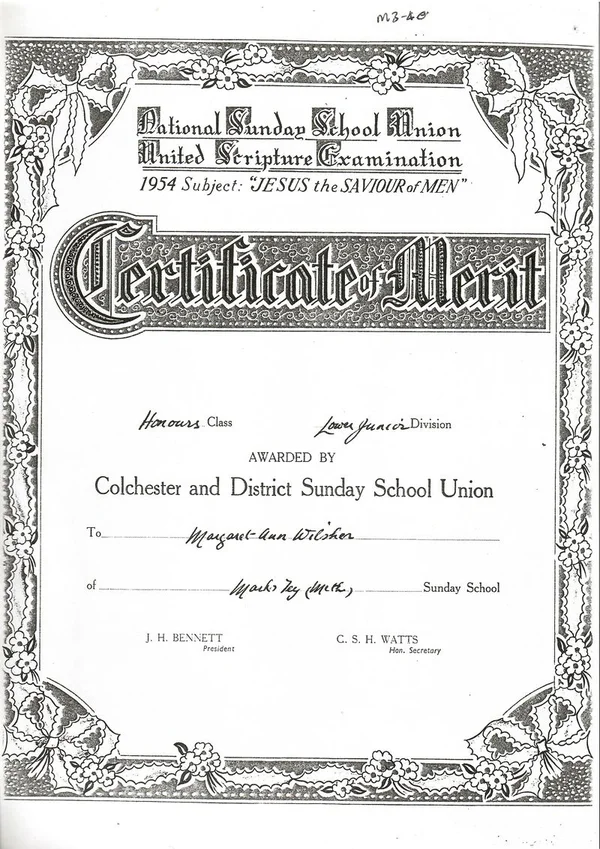 M3-40
National Sunday School Union
United Scripture Examination
1954 Subject: "JESUS the SAVIOUR of MEN"
Certificate of Merit
Honours Class Lower Junior Division
AWARDED BY
Colchester and District Sunday School Union
To Margaret Ann Wilsher
of Marks Tey (Meth) Sunday School
J. H. BENNETT C. S. H. WATTS
President Hon. Secretary